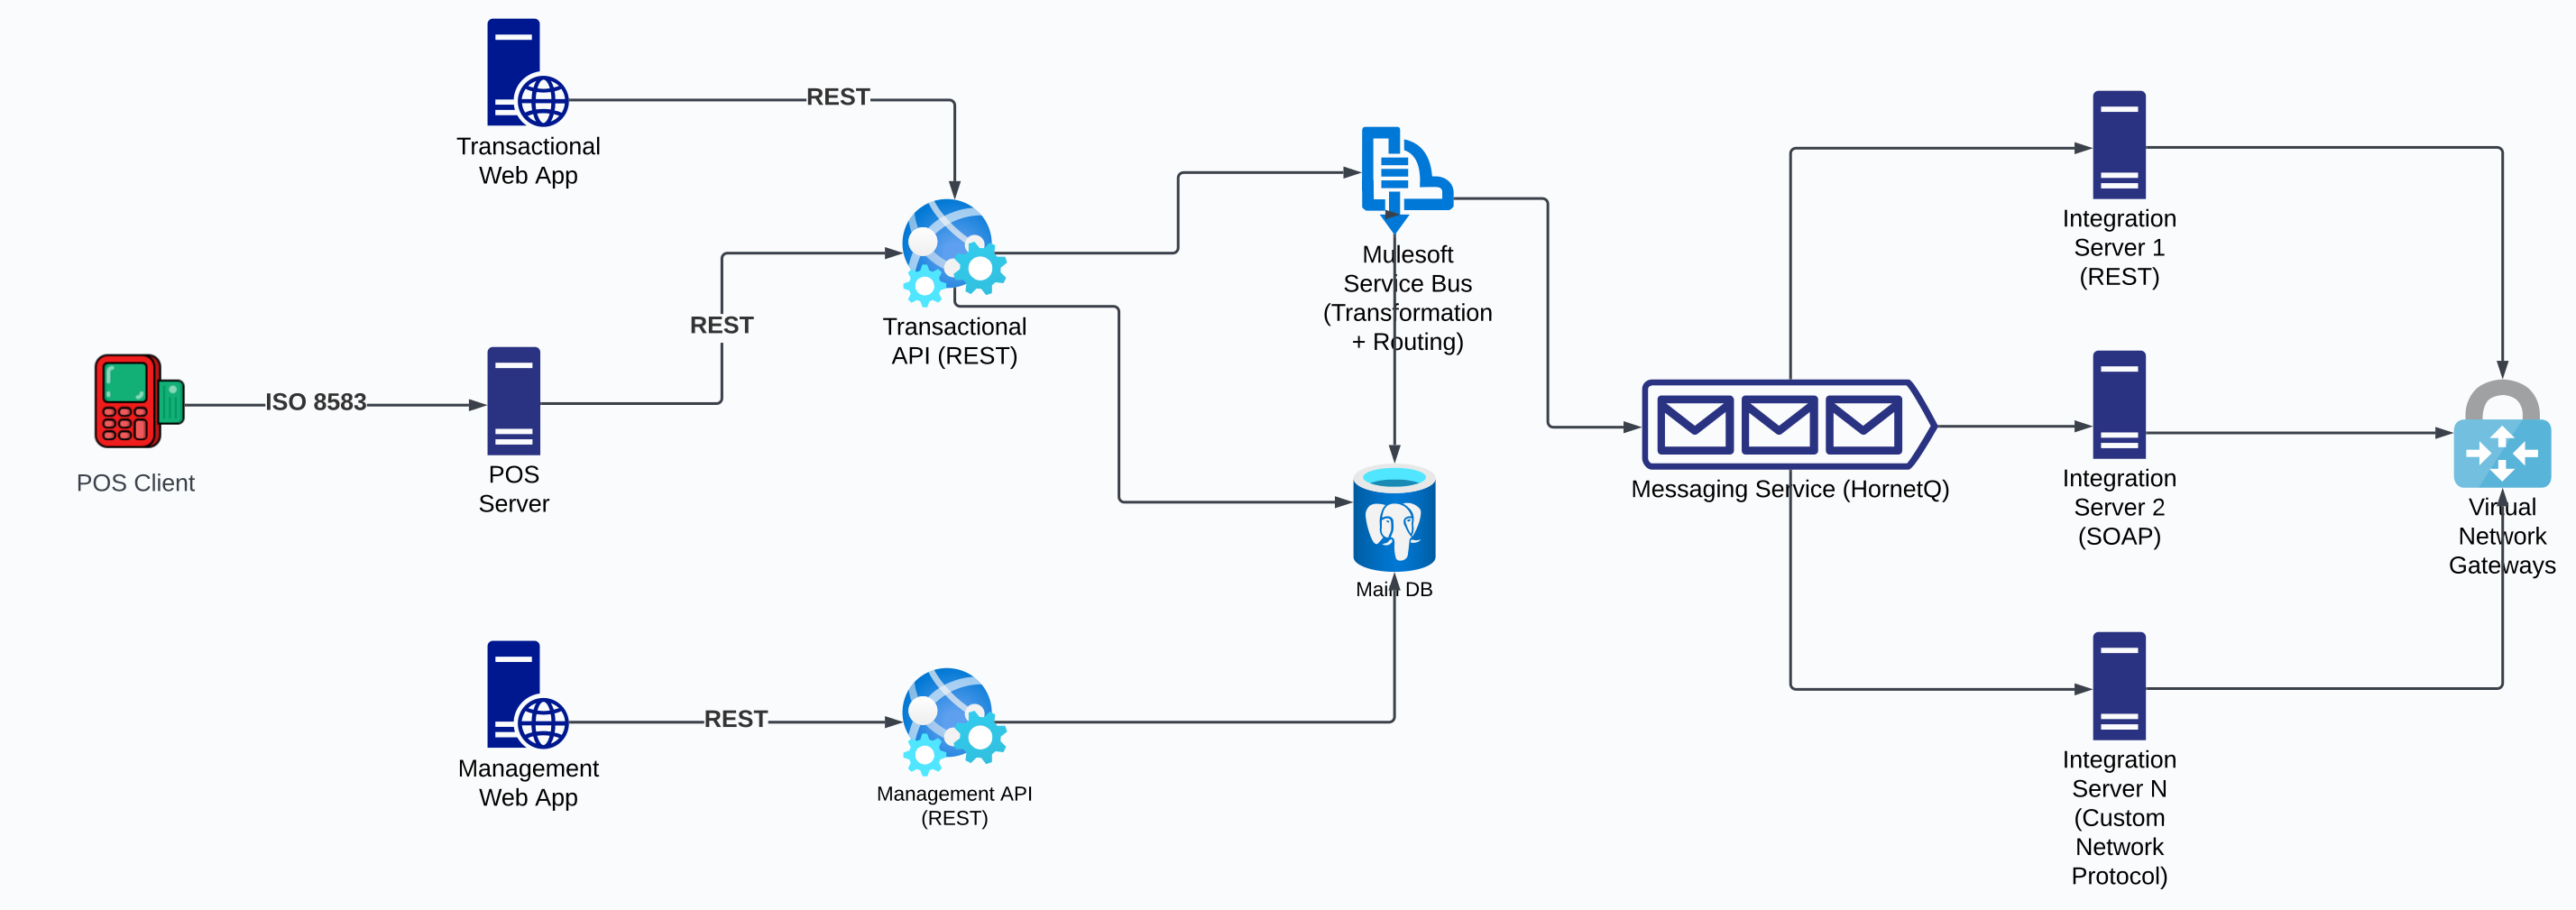 REST
Transactional
Web App
Mulesoft
Service Bus
(Transformation
+ Routing)
Integration
Server 1
(REST)
REST
Transactional
API (REST)
ISO 8583
POS Client
POS
Server
Messaging Service (HornetQ)
Integration
Server 2
(SOAP)
Virtual
Network
Gateways
Main DB
REST
Management
Web App
Management API
(REST)
Integration
Server N
(Custom
Network
Protocol)